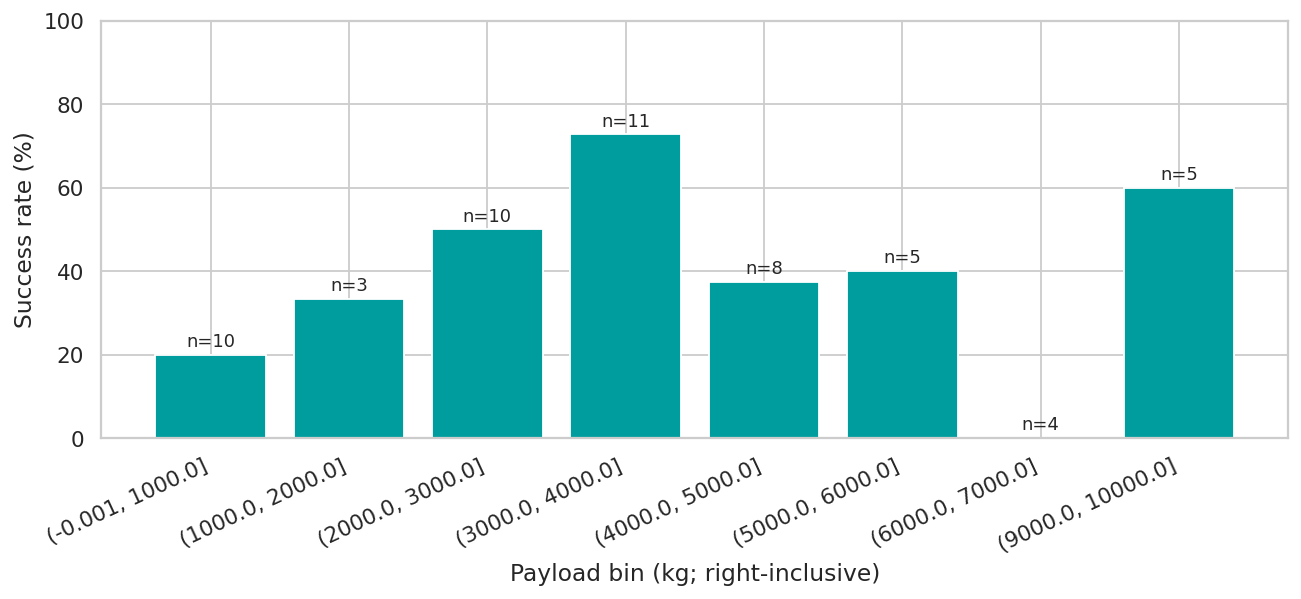 100
80
60
40
20
0
Success rate (%)
n=10
n=3
n=10
n=11
n=8
n=5
n=4
n=5
(-0.001, 1000.0]
(1000.0, 2000.0]
(2000.0, 3000.0]
(3000.0, 4000.0]
(4000.0, 5000.0]
(5000.0, 6000.0]
(6000.0, 7000.0]
(9000.0, 10000.0]
Payload bin (kg; right-inclusive)